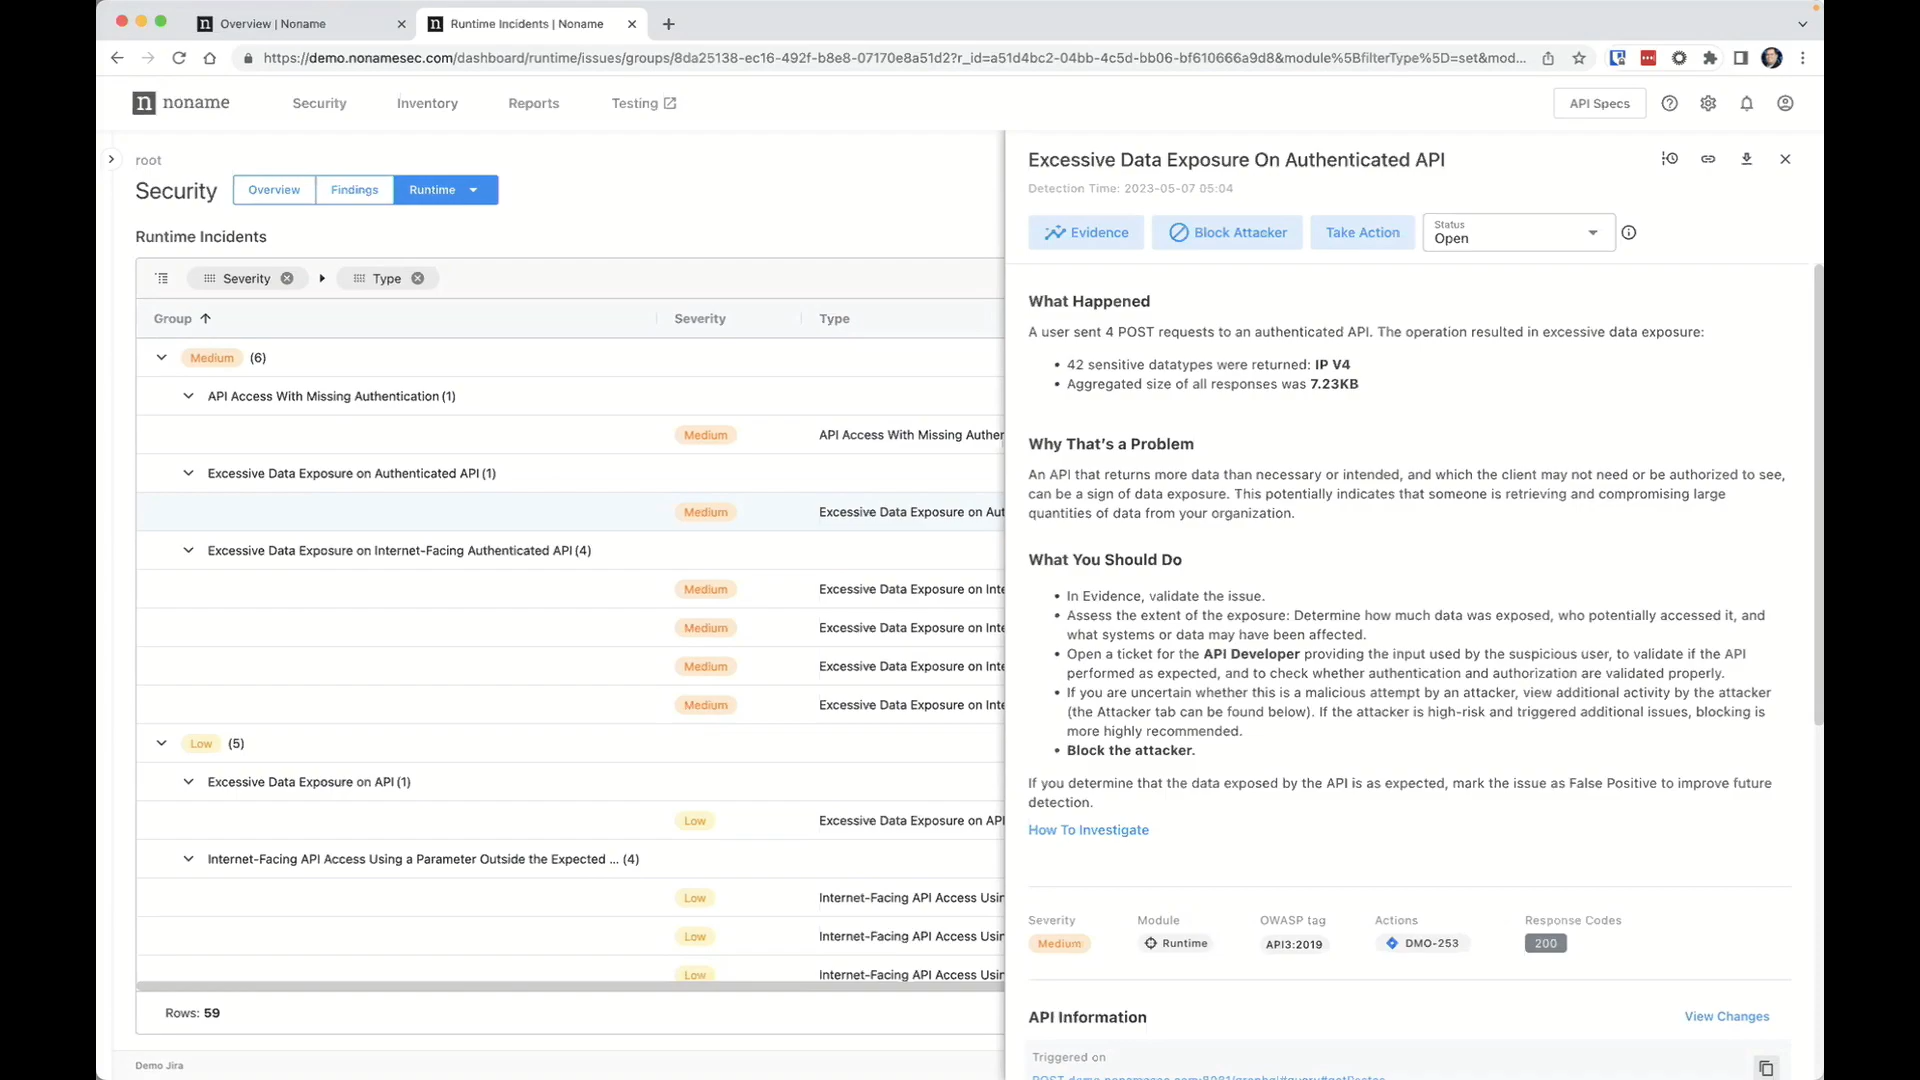 Overview | Noname
Runtime Incidents | Noname
https://demo.nonamesec.com/dashboard/runtime/issues/groups/8da25138-ec16-492f-b8e8-07170e8a51d2?r_id=a51d4bc2-04bb-4c5d-bb06-bf610666a9d8&module%5BfilterType%5D=set&mod...
n noname
Security
Inventory
Reports
Testing
API Specs
root
Security
Overview
Findings
Runtime
Runtime Incidents
Severity
Type
Group
Severity
Type
Medium (6)
API Access With Missing Authentication (1)
Medium
API Access With Missing Auther
Excessive Data Exposure on Authenticated API (1)
Medium
Excessive Data Exposure on Aut
Excessive Data Exposure on Internet-Facing Authenticated API (4)
Medium
Excessive Data Exposure on Inte
Medium
Excessive Data Exposure on Inte
Medium
Excessive Data Exposure on Inte
Medium
Excessive Data Exposure on Inte
Low (5)
Excessive Data Exposure on API (1)
Low
Excessive Data Exposure on API
Internet-Facing API Access Using a Parameter Outside the Expected ... (4)
Low
Internet-Facing API Access Usin
Low
Internet-Facing API Access Usin
Low
Internet-Facing API Access Usin
Rows: 59
Demo Jira
Excessive Data Exposure On Authenticated API
Detection Time: 2023-05-07 05:04
Evidence
Block Attacker
Take Action
Status
Open
What Happened
A user sent 4 POST requests to an authenticated API. The operation resulted in excessive data exposure:
• 42 sensitive datatypes were returned: IP V4
• Aggregated size of all responses was 7.23KB
Why That's a Problem
An API that returns more data than necessary or intended, and which the client may not need or be authorized to see,
can be a sign of data exposure. This potentially indicates that someone is retrieving and compromising large
quantities of data from your organization.
What You Should Do
• In Evidence, validate the issue.
• Assess the extent of the exposure: Determine how much data was exposed, who potentially accessed it, and
what systems or data may have been affected.
• Open a ticket for the API Developer providing the input used by the suspicious user, to validate if the API
performed as expected, and to check whether authentication and authorization are validated properly.
• If you are uncertain whether this is a malicious attempt by an attacker, view additional activity by the attacker
(the Attacker tab can be found below). If the attacker is high-risk and triggered additional issues, blocking is
more highly recommended.
• Block the attacker.
If you determine that the data exposed by the API is as expected, mark the issue as False Positive to improve future
detection.
How To Investigate
Severity
Module
OWASP tag
Actions
Response Codes
Medium
Runtime
API3:2019
DMO-253
200
API Information
View Changes
Triggered on